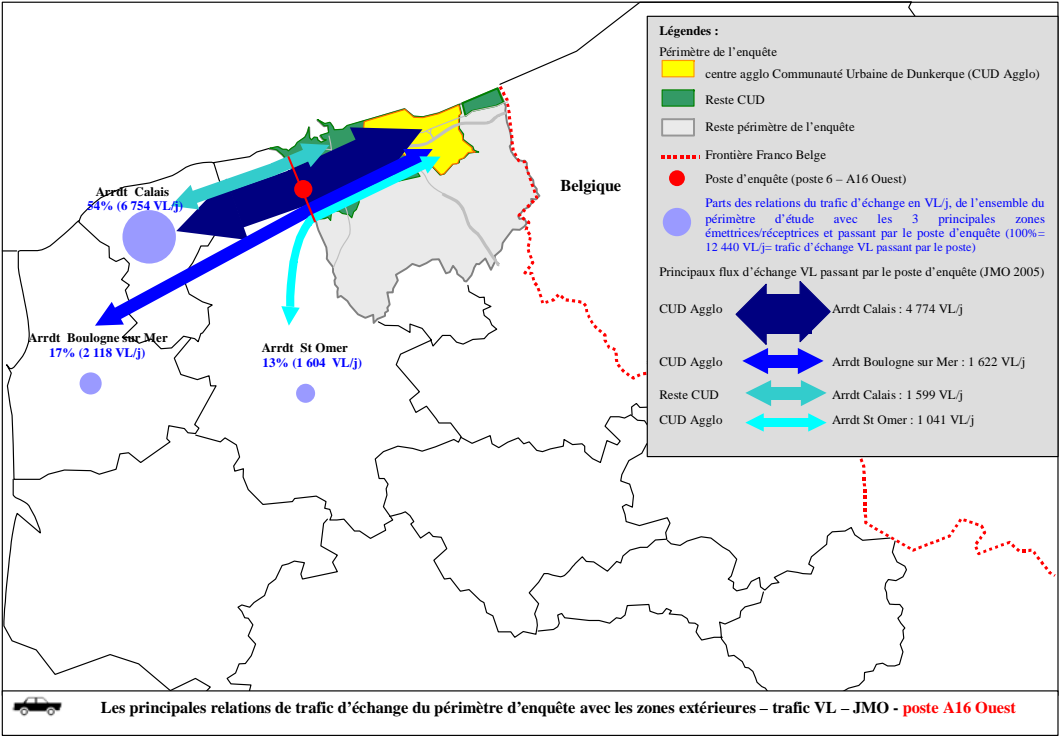 Légendes :
Périmètre de l'enquête
centre agglo Communauté Urbaine de Dunkerque (CUD Agglo)
Reste CUD
Reste périmètre de l'enquête
Frontière Franco Belge
Poste d'enquête (poste 6 – A16 Ouest)
Parts des relations du trafic d'échange en VL/j, de l'ensemble du
périmètre d'étude avec les 3 principales zones
émettrices/réceptrices et passant par le poste d'enquête (100%=
12 440 VL/j= trafic d'échange VL passant par le poste)
Principaux flux d'échange VL passant par le poste d'enquête (JMO 2005)
CUD Agglo Arrdt Calais : 4 774 VL/j
CUD Agglo Arrdt Boulogne sur Mer : 1 622 VL/j
Reste CUD Arrdt Calais : 1 599 VL/j
CUD Agglo Arrdt St Omer : 1 041 VL/j
Belgique
Arrdt Calais
54% (6 754 VL/j)
Arrdt Boulogne sur Mer
17% (2 118 VL/j)
Arrdt St Omer
13% (1 604 VL/j)
Les principales relations de trafic d'échange du périmètre d'enquête avec les zones extérieures – trafic VL – JMO - poste A16 Ouest